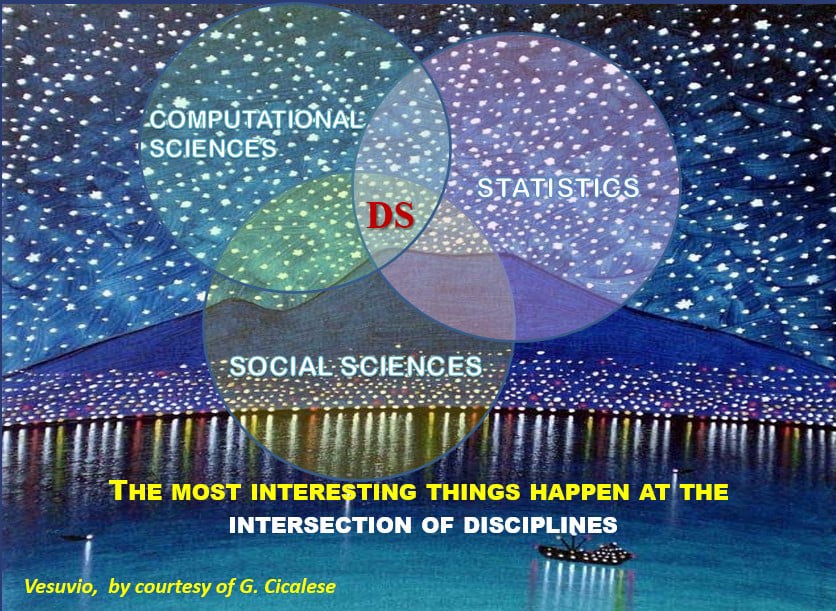 COMPUTATIONAL
SCIENCES
STATISTICS
DS
SOCIAL SCIENCES
THE MOST INTERESTING THINGS HAPPEN AT THE
INTERSECTION OF DISCIPLINES
Vesuvio, by courtesy of G. Cicalese